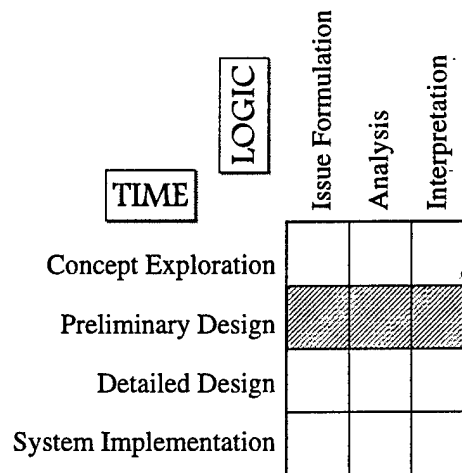 LOGIC
Issue Formulation
Analysis
Interpretation
TIME
Concept Exploration
Preliminary Design
Detailed Design
System Implementation